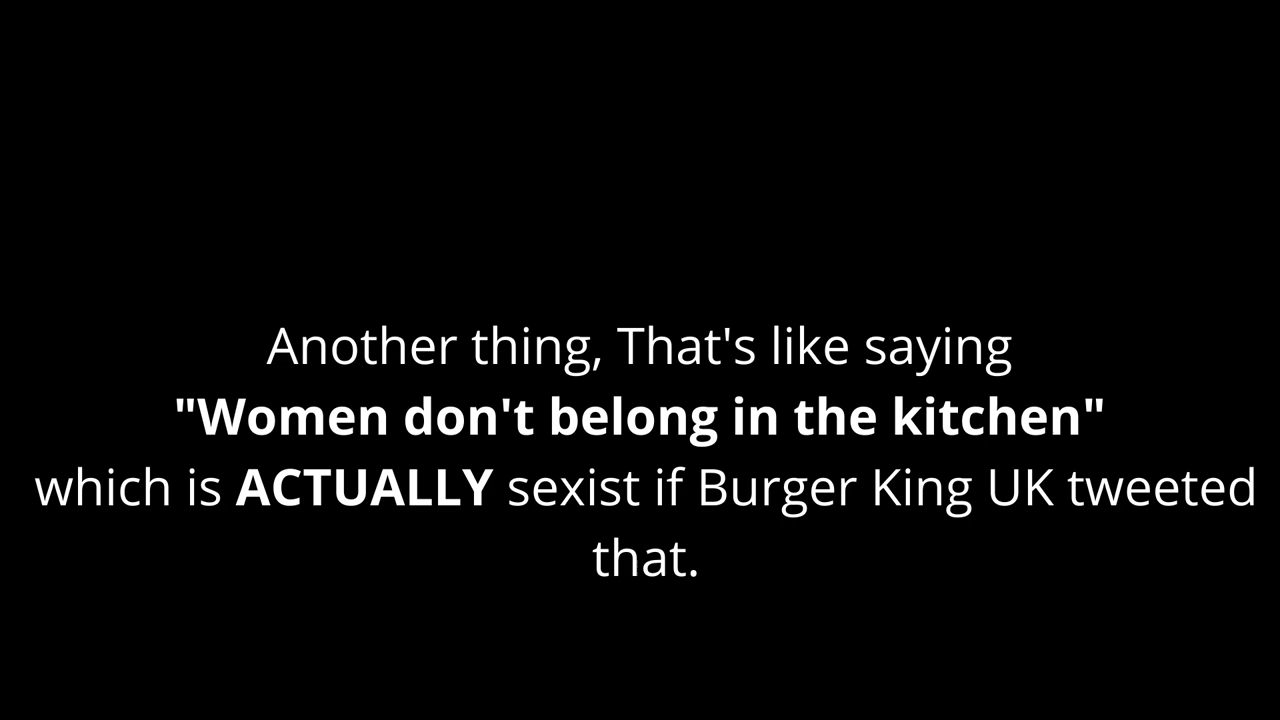 Another thing, That's like saying
"Women don't belong in the kitchen"
which is ACTUALLY sexist if Burger King UK tweeted
that.